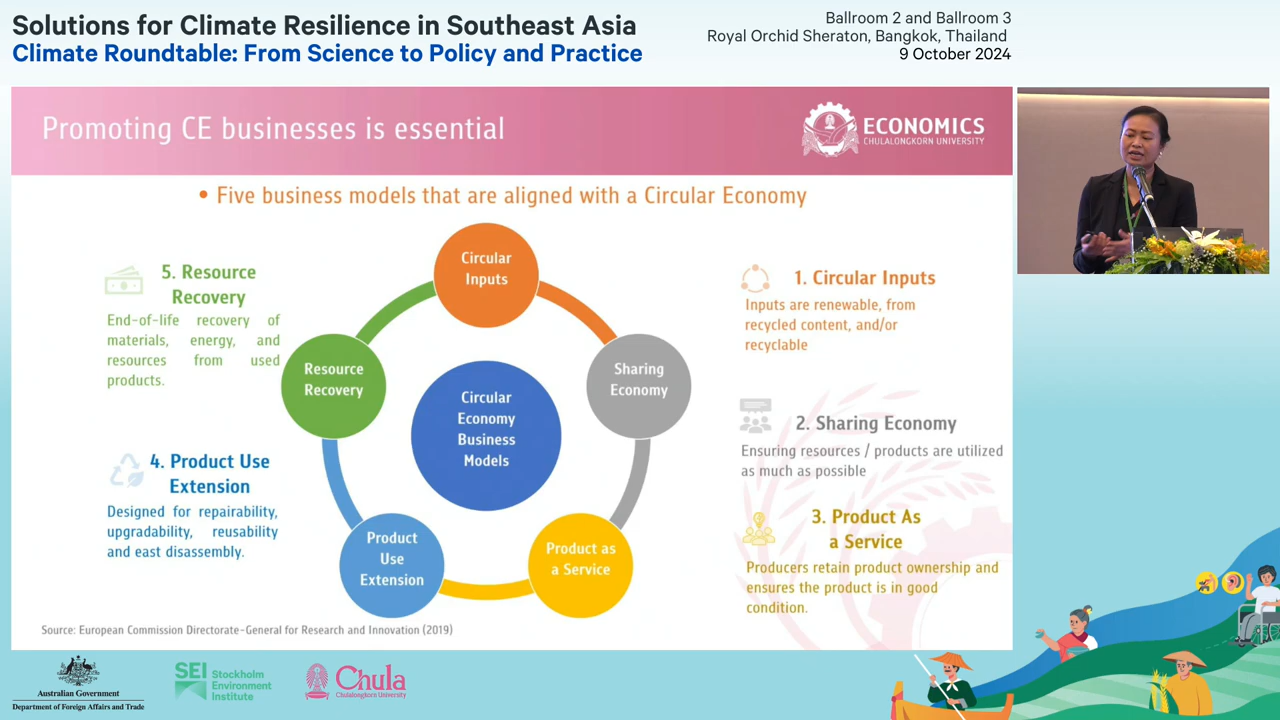 Solutions for Climate Resilience in Southeast Asia
Climate Roundtable: From Science to Policy and Practice
Ballroom 2 and Ballroom 3
Royal Orchid Sheraton, Bangkok, Thailand
9 October 2024
Promoting CE businesses is essential
ECONOMICS
CHULALONGKORN UNIVERSITY
• Five business models that are aligned with a Circular Economy
5. Resource
Recovery
End-of-life recovery of
materials, energy, and
resources from used
products.
4. Product Use
Extension
Designed for repairability,
upgradability, reusability
and east disassembly.
Circular
Inputs
Sharing
Economy
Product as
a Service
Product
Use
Extension
Resource
Recovery
Circular
Economy
Business
Models
1. Circular Inputs
Inputs are renewable, from
recycled content, and/or
recyclable
2. Sharing Economy
Ensuring resources / products are utilized
as much as possible
3. Product As
a Service
Producers retain product ownership and
ensures the product is in good
condition.
Source: European Commission Directorate-General for Research and Innovation (2019)
Australian Government
Department of Foreign Affairs and Trade
SEI
Stockholm
Environment
Institute
Chula
Chulalongkorn University